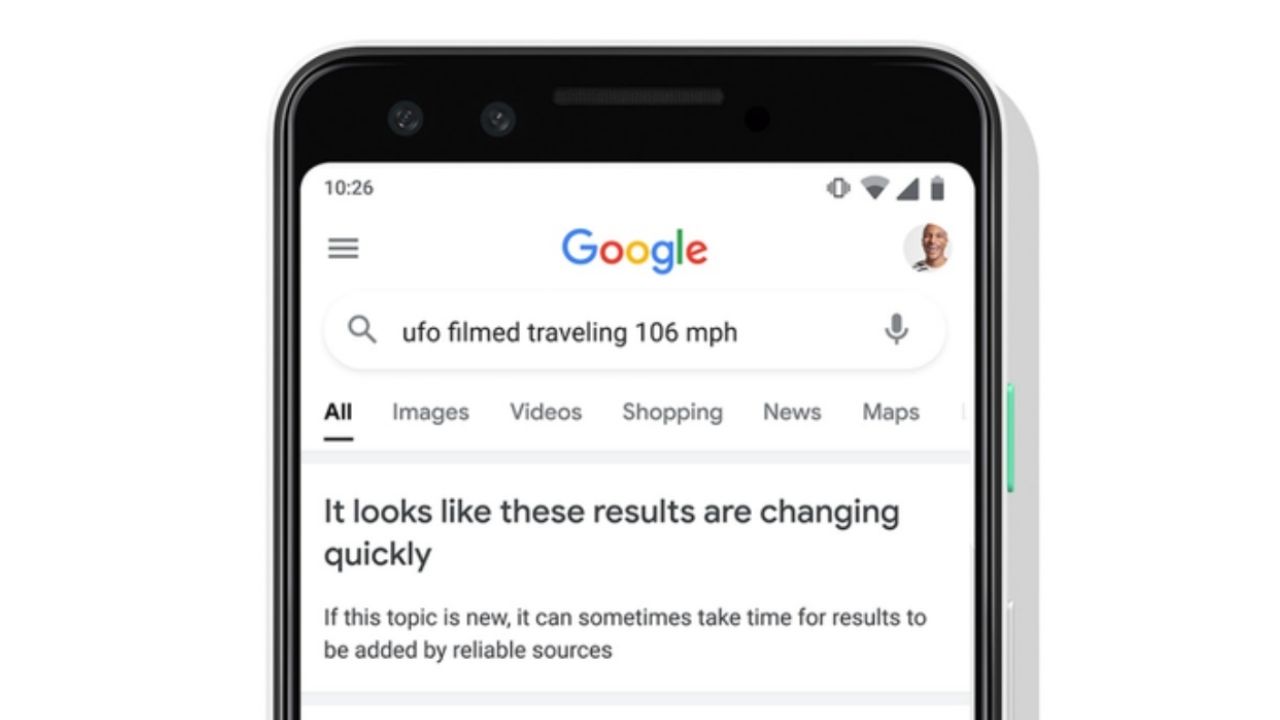 10:26
Google
ufo filmed traveling 106 mph
All Images Videos Shopping News Maps
It looks like these results are changing
quickly
If this topic is new, it can sometimes take time for results to
be added by reliable sources